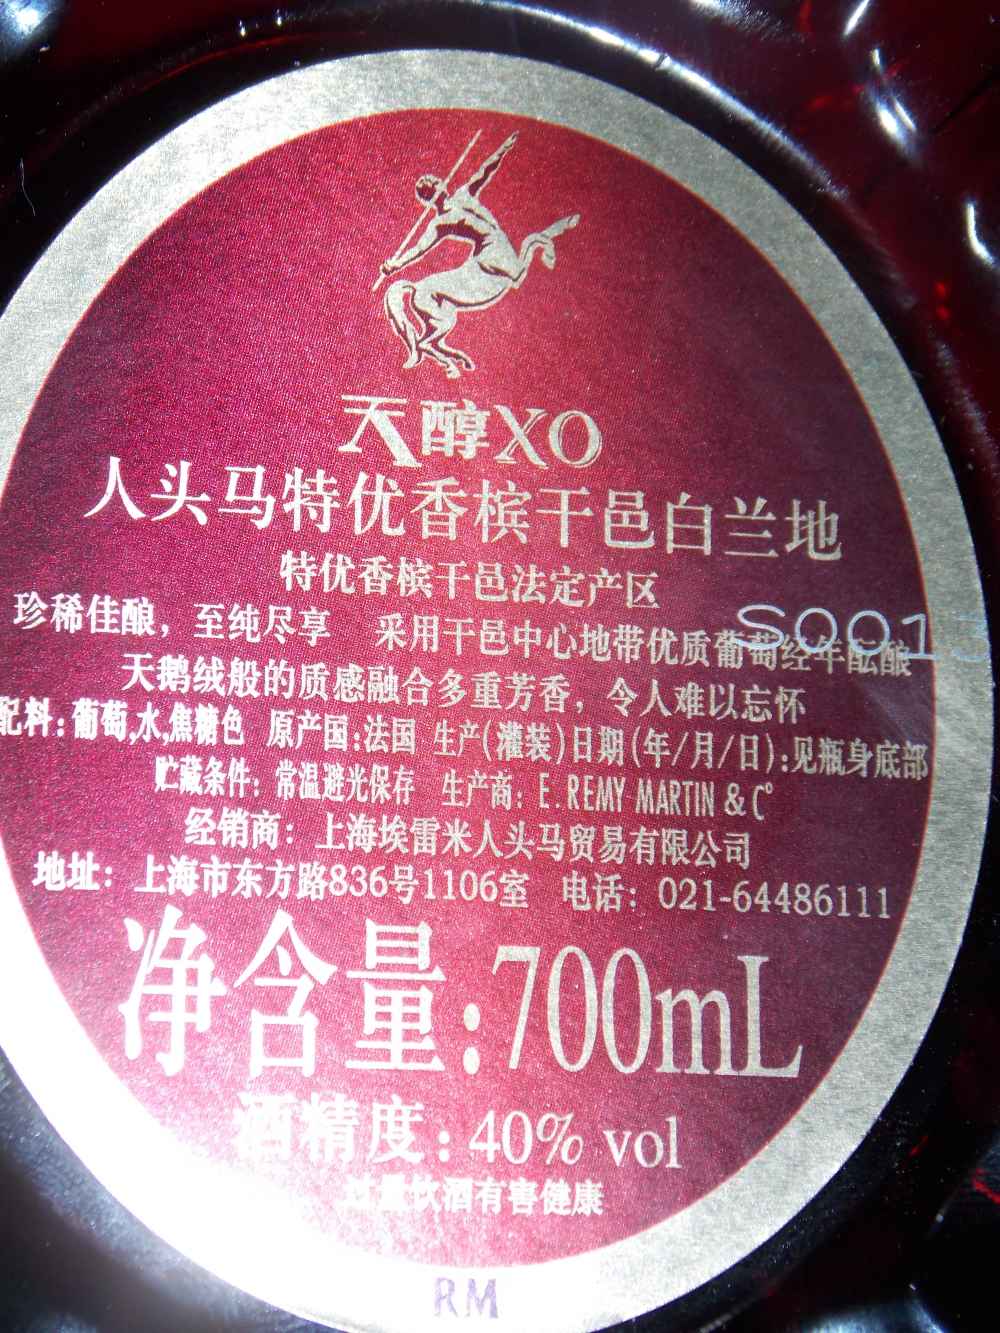 天醇XO
人头马特优香槟干邑白兰地
特优香槟干邑法定产区
珍稀佳酿，至纯尽享 采用干邑中心地带优质葡萄经年酝酿
S0013
天鹅绒般的质感融合多重芳香，令人难以忘怀
配料:葡萄,水,焦糖色 原产国:法国 生产(灌装)日期(年/月/日):见瓶身底部
贮藏条件: 常温避光保存 生产商: E. REMY MARTIN & C°
经销商: 上海埃雷米人头马贸易有限公司
地址: 上海市东方路836号1106室 电话: 021-64486111
净含量:700mL
酒精度: 40% vol
过量饮酒有害健康
RM